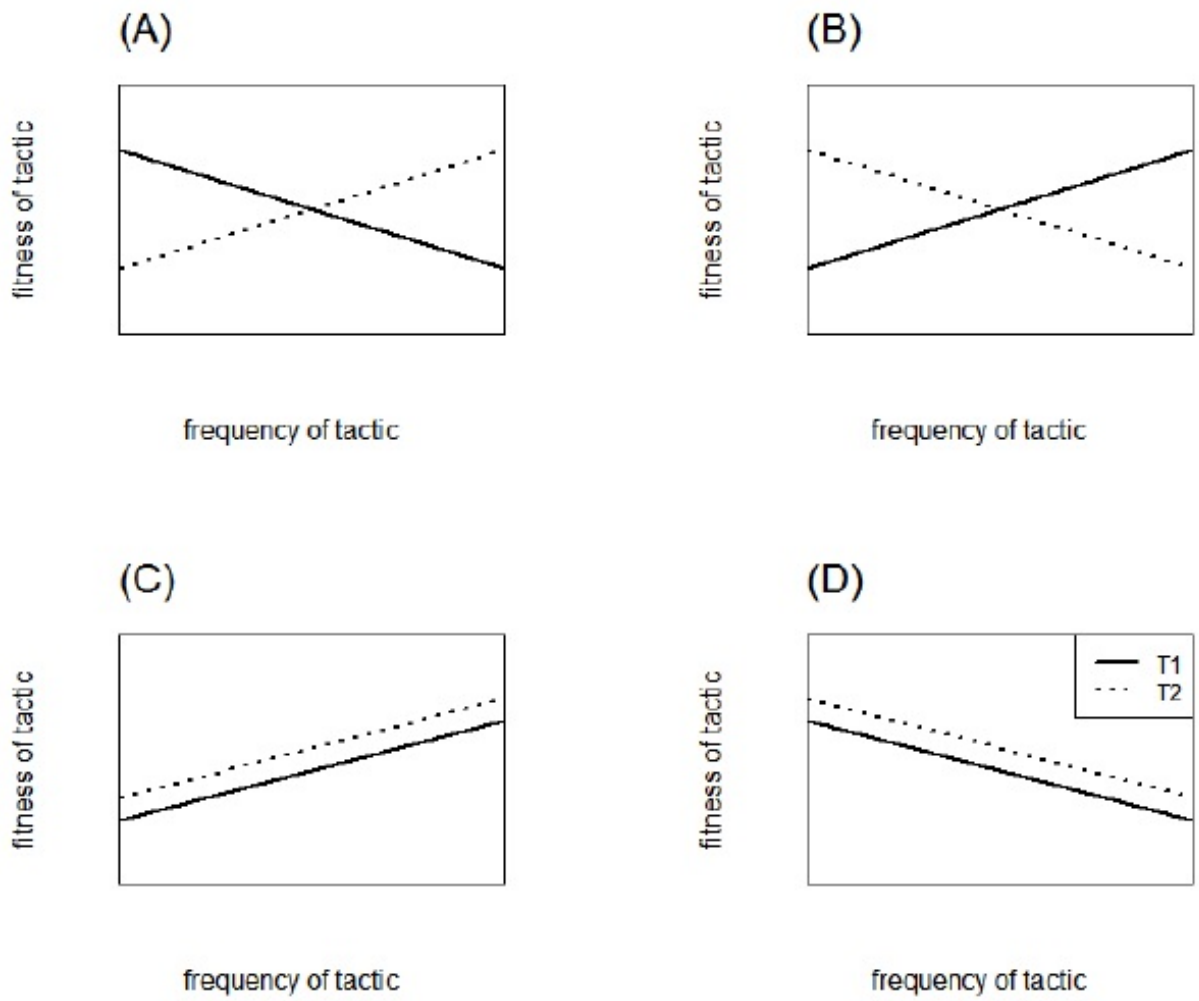 (A)
(B)
fitness of tactic
fitness of tactic
frequency of tactic
frequency of tactic
(C)
(D)
fitness of tactic
fitness of tactic
T1
T2
frequency of tactic
frequency of tactic